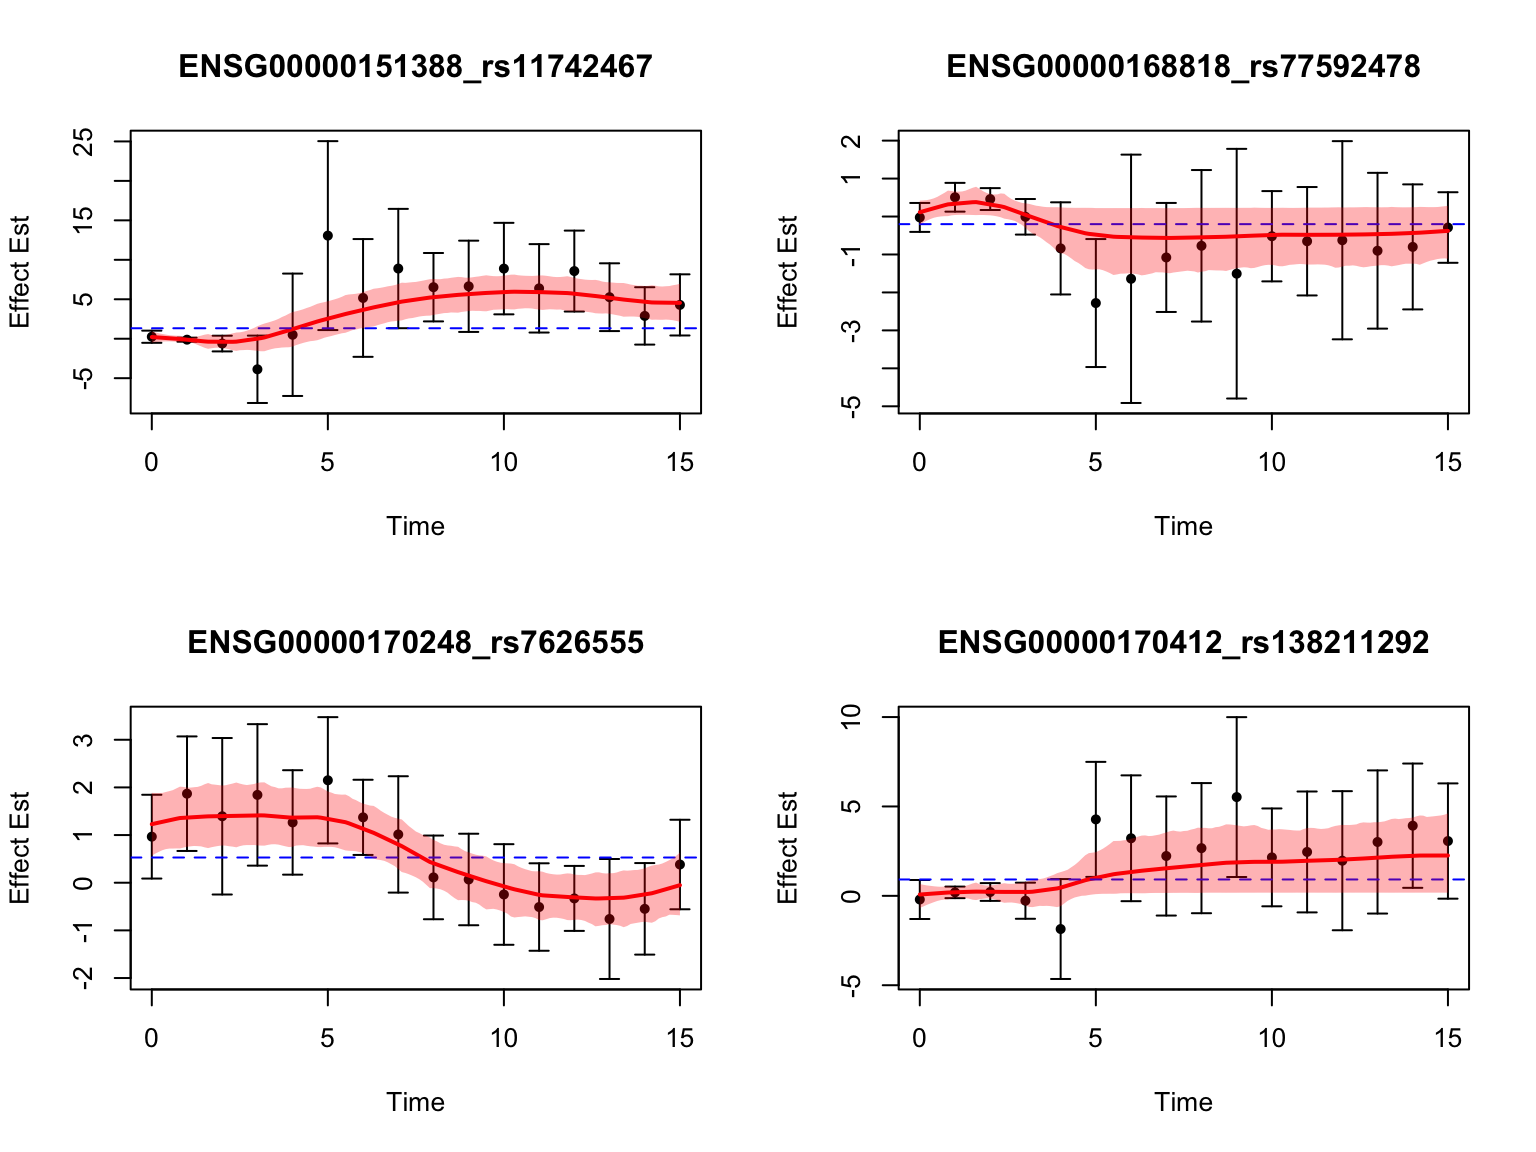 ENSG00000151388_rs11742467
Effect Est
25
15
5
-5
0 5 10 15
Time
ENSG00000168818_rs77592478
Effect Est
2
1
-1
-3
-5
0 5 10 15
Time
ENSG00000170248_rs7626555
Effect Est
3
2
1
0
-1
-2
0 5 10 15
Time
ENSG00000170412_rs138211292
Effect Est
10
5
0
-5
0 5 10 15
Time